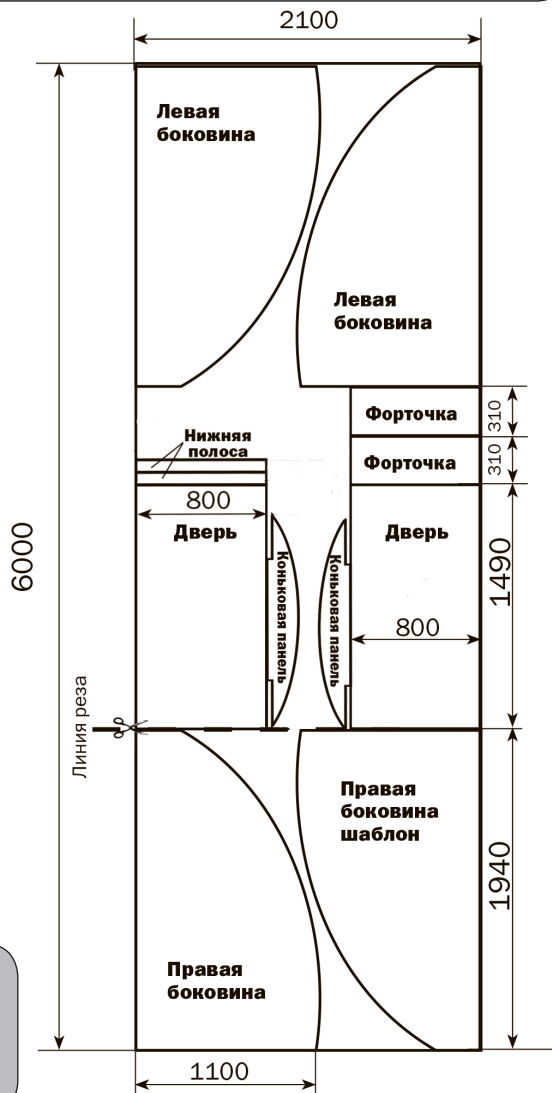 2100
Левая
боковина
Левая
боковина
Форточка
310
Нижняя
полоса
Форточка
310
800
Дверь
Дверь
6000
Коньковая панель
Коньковая панель
1490
800
Линия реза
Правая
боковина
шаблон
1940
Правая
боковина
1100